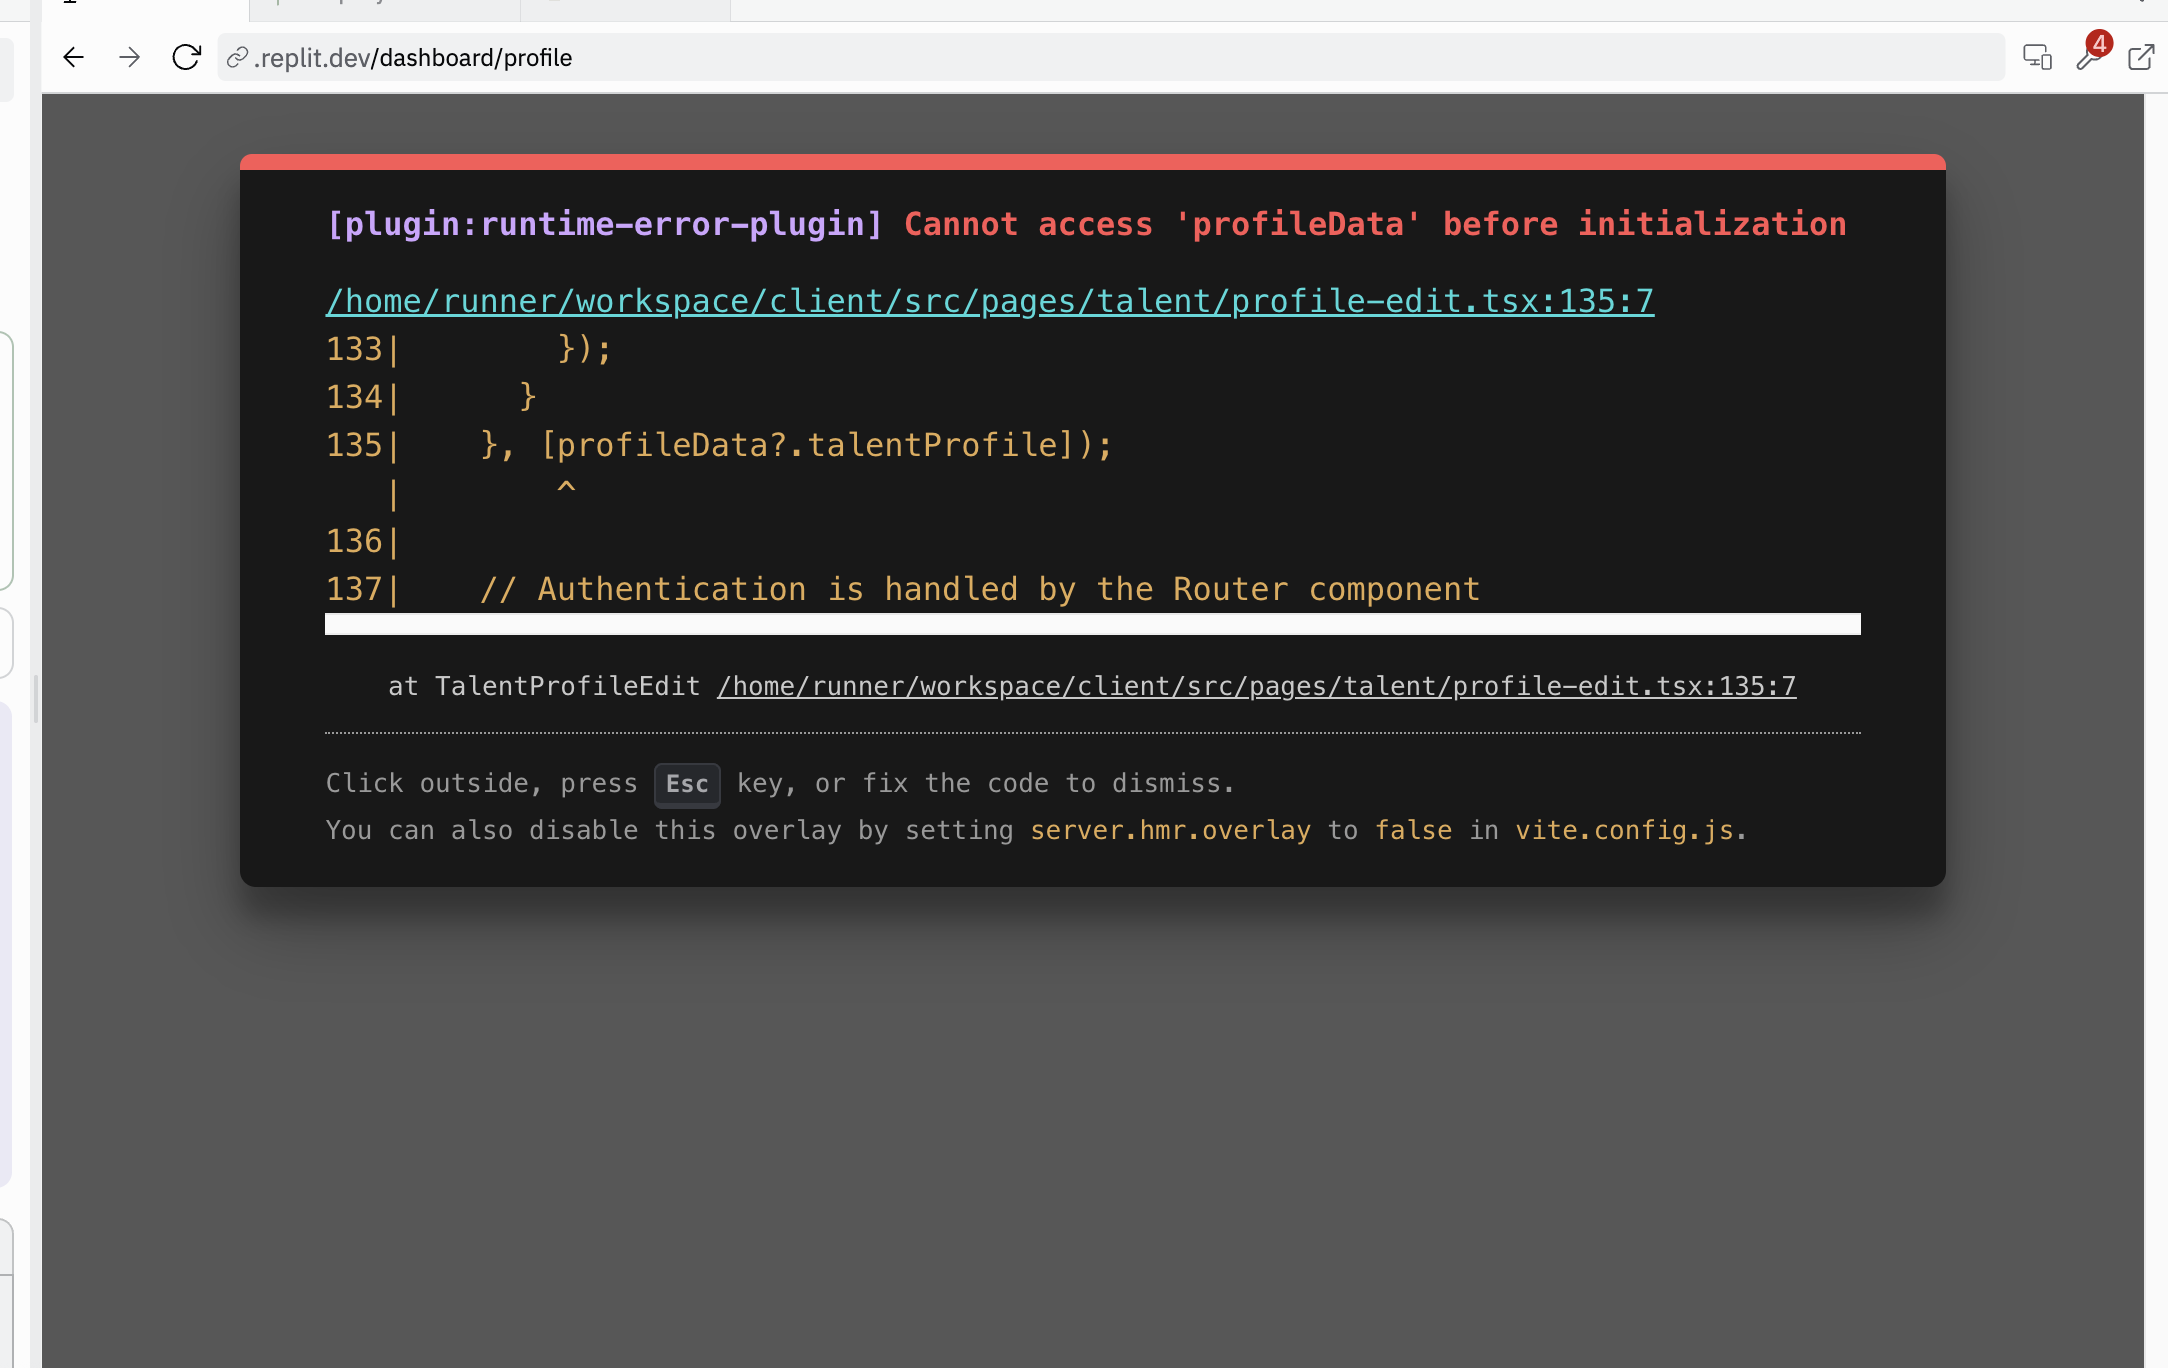 .replit.dev/dashboard/profile
4
[plugin:runtime-error-plugin] Cannot access 'profileData' before initialization
/home/runner/workspace/client/src/pages/talent/profile-edit.tsx:135:7
133|        });
134|      }
135|    }, [profileData?.talentProfile]);
   |        ^
136|
137|    // Authentication is handled by the Router component
at TalentProfileEdit /home/runner/workspace/client/src/pages/talent/profile-edit.tsx:135:7
Click outside, press Esc key, or fix the code to dismiss.
You can also disable this overlay by setting server.hmr.overlay to false in vite.config.js.